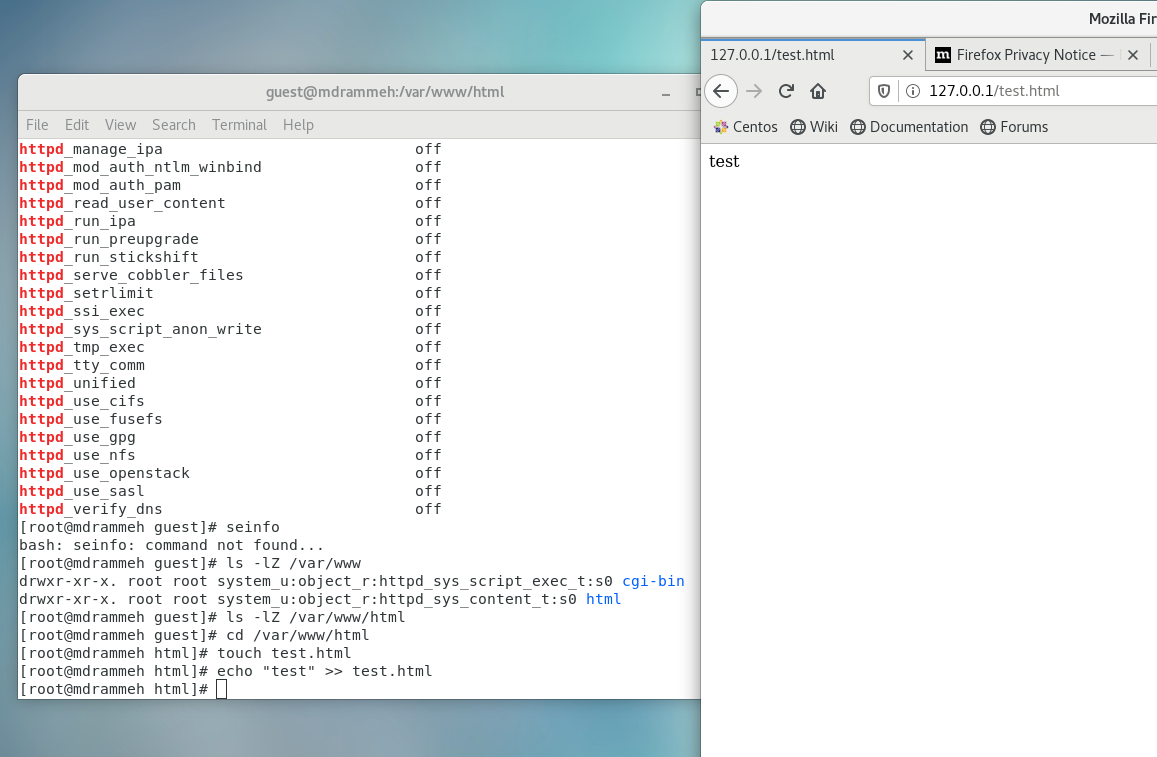 guest@mdrammeh:/var/www/html
File Edit View Search Terminal Help
httpd_manage_ipa off
httpd_mod_auth_ntlm_winbind off
httpd_mod_auth_pam off
httpd_read_user_content off
httpd_run_ipa off
httpd_run_preupgrade off
httpd_run_stickshift off
httpd_serve_cobbler_files off
httpd_setrlimit off
httpd_ssi_exec off
httpd_sys_script_anon_write off
httpd_tmp_exec off
httpd_tty_comm off
httpd_unified off
httpd_use_cifs off
httpd_use_fusefs off
httpd_use_gpg off
httpd_use_nfs off
httpd_use_openstack off
httpd_use_sasl off
httpd_verify_dns off
[root@mdrammeh guest]# seinfo
bash: seinfo: command not found...
[root@mdrammeh guest]# ls -lZ /var/www
drwxr-xr-x. root root system_u:object_r:httpd_sys_script_exec_t:s0 cgi-bin
drwxr-xr-x. root root system_u:object_r:httpd_sys_content_t:s0 html
[root@mdrammeh guest]# ls -lZ /var/www/html
[root@mdrammeh guest]# cd /var/www/html
[root@mdrammeh html]# touch test.html
[root@mdrammeh html]# echo "test" >> test.html
[root@mdrammeh html]#
Mozilla Fir
127.0.0.1/test.html
m Firefox Privacy Notice —
127.0.0.1/test.html
Centos Wiki Documentation Forums
test